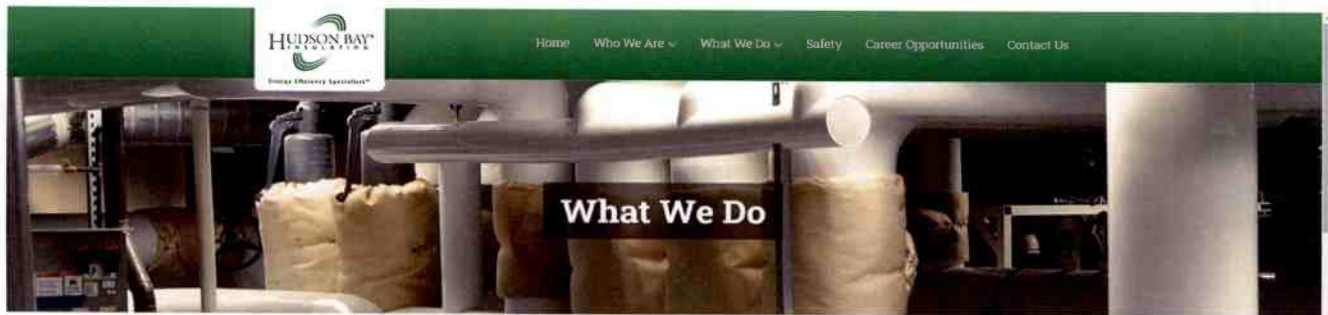 HUDSON BAY
INSULATING
Energy Efficiency Specialists
Home Who We Are What We Do Safety Career Opportunities Contact Us
What We Do